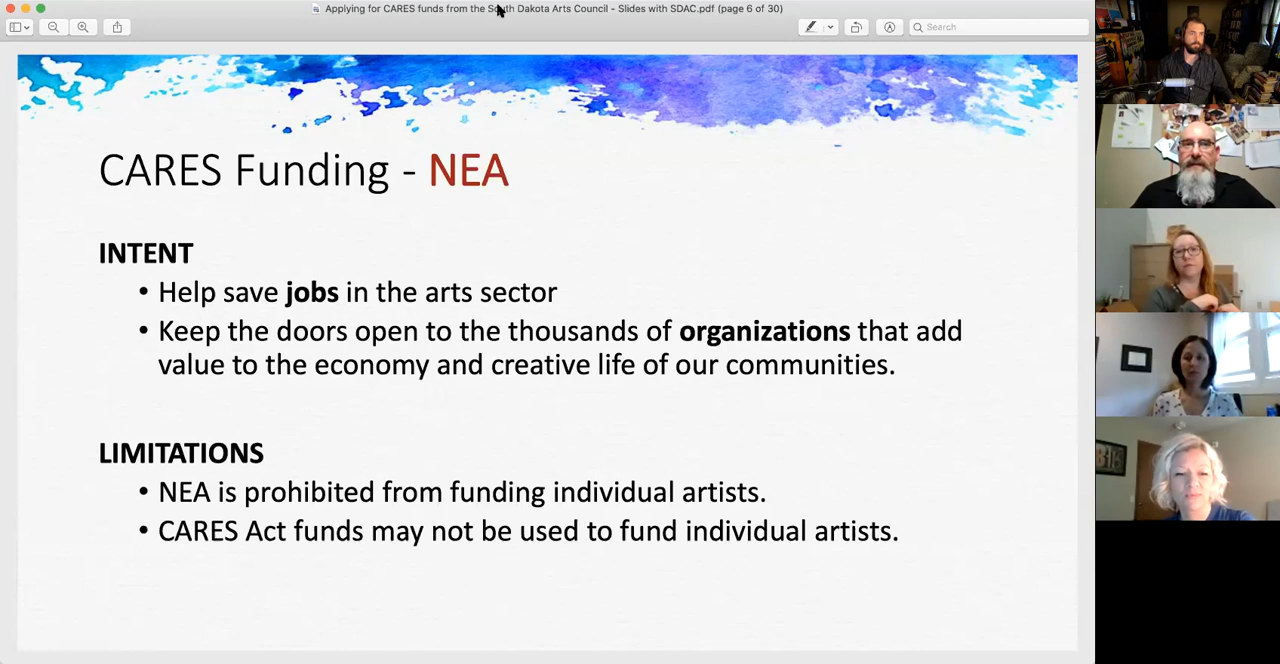 Applying for CARES funds from the South Dakota Arts Council - Slides with SDAC.pdf (page 6 of 30)
Search
CARES Funding - NEA
INTENT
• Help save jobs in the arts sector
• Keep the doors open to the thousands of organizations that add
value to the economy and creative life of our communities.
LIMITATIONS
• NEA is prohibited from funding individual artists.
• CARES Act funds may not be used to fund individual artists.